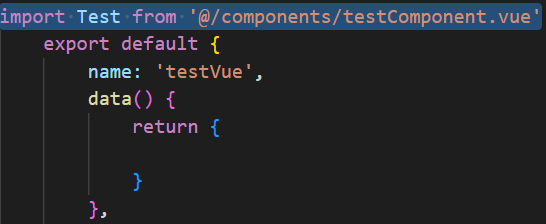 import Test from '@/components/testComponent.vue'
export default {
name: 'testVue',
data() {
return {
}
},